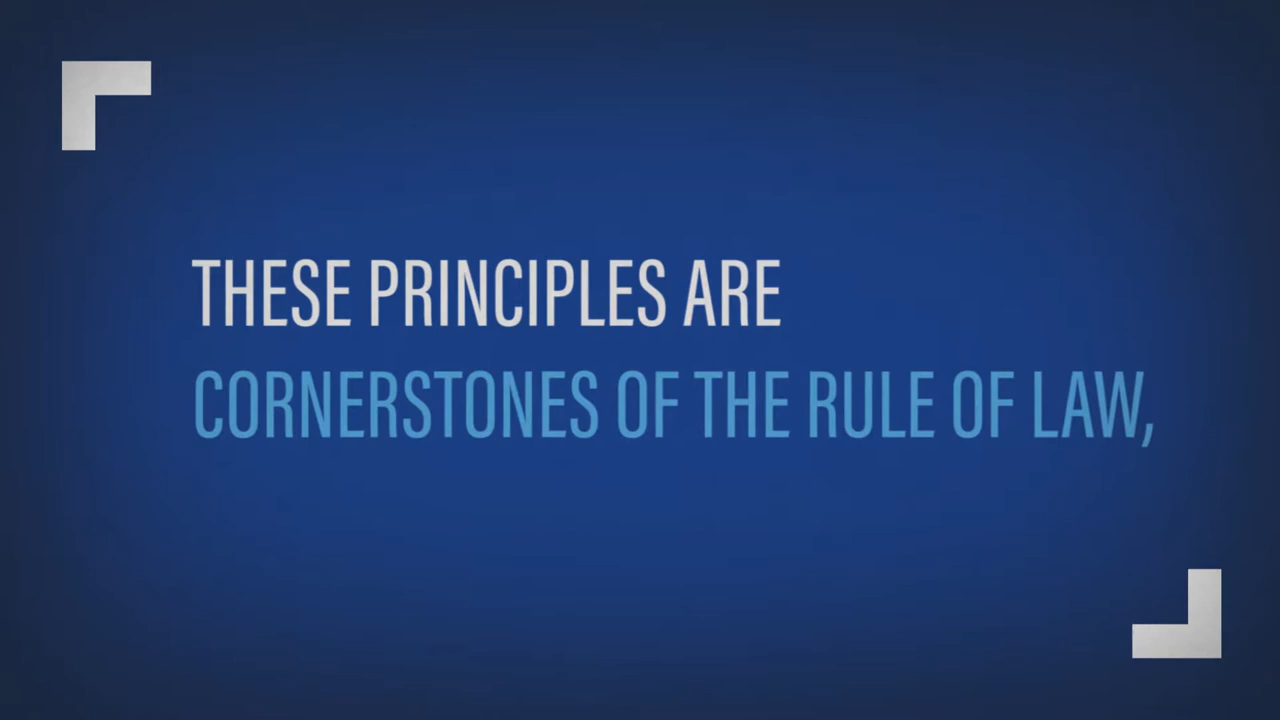 THESE PRINCIPLES ARE
CORNERSTONES OF THE RULE OF LAW,